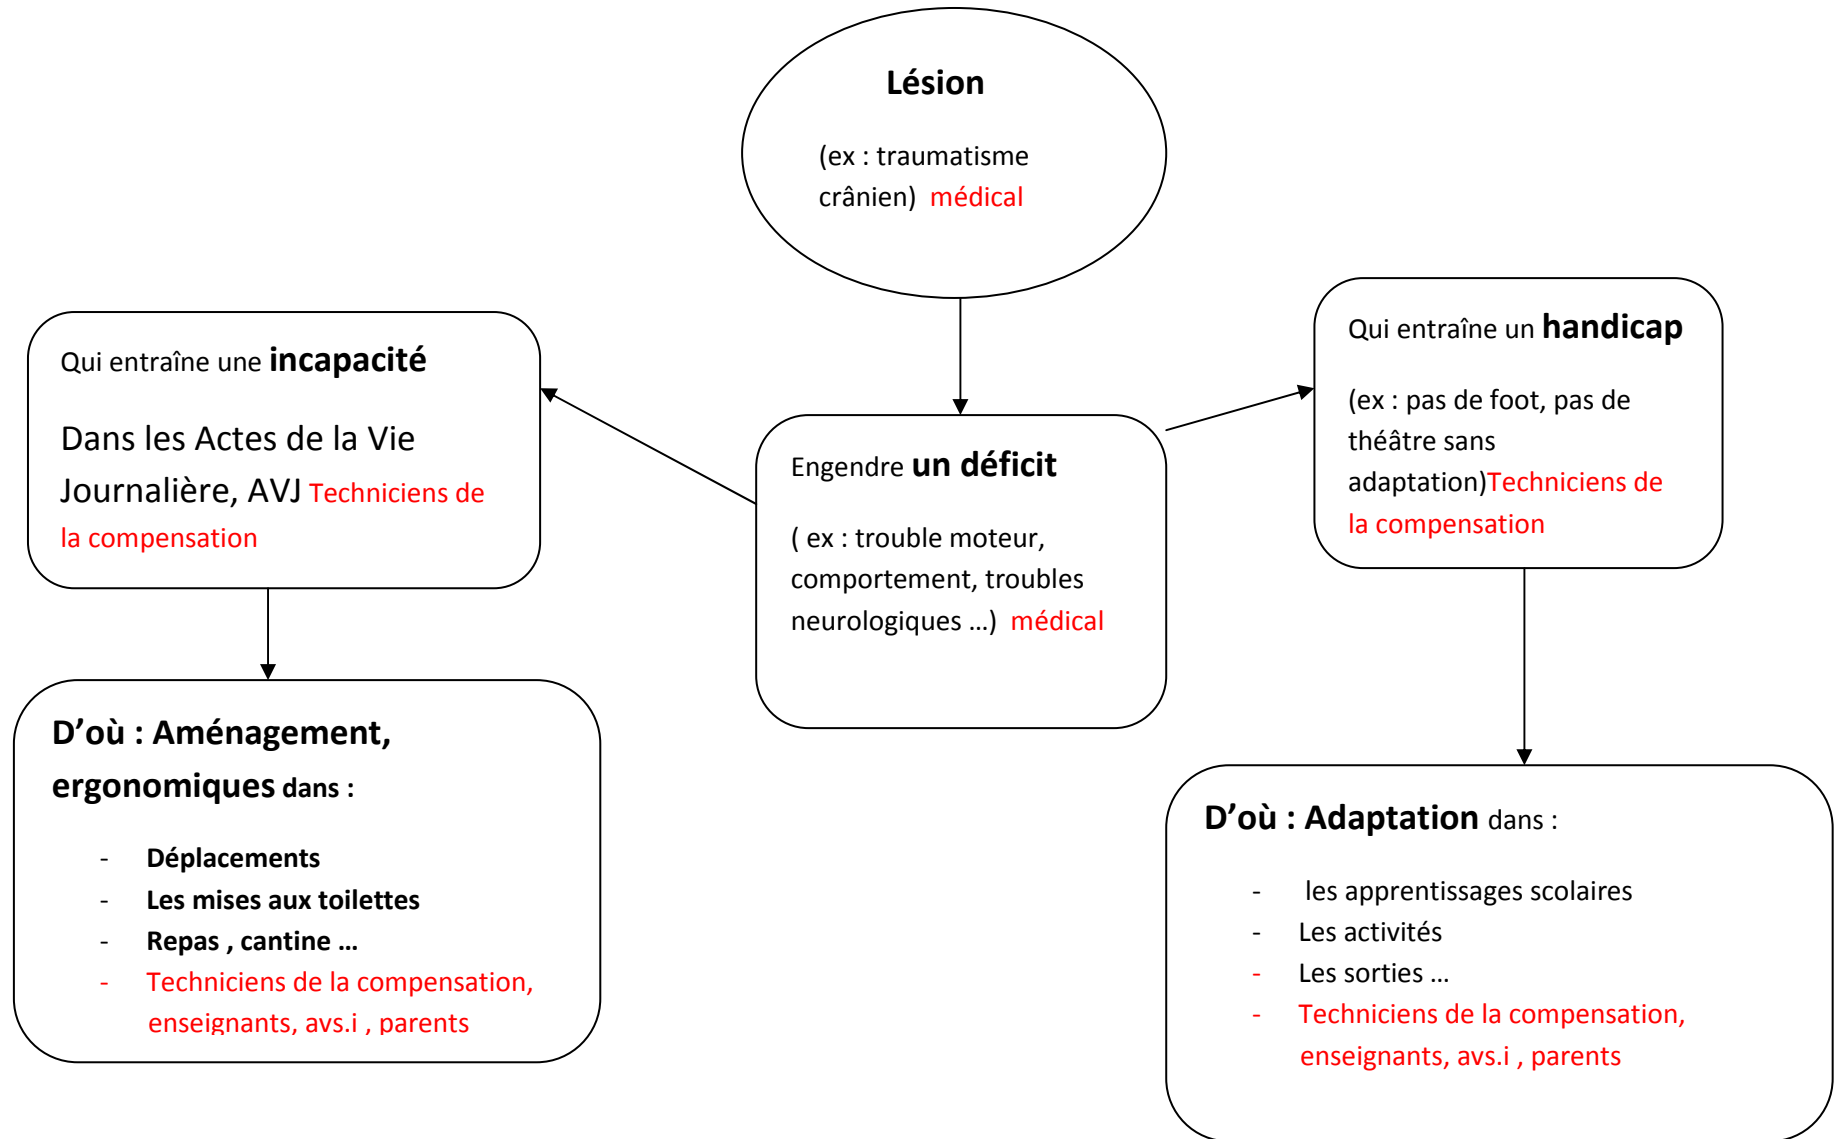 Lésion
(ex : traumatisme
crânien) médical
Qui entraîne une incapacité
Dans les Actes de la Vie
Journalière, AVJ Techniciens de
la compensation
Engendre un déficit
( ex : trouble moteur,
comportement, troubles
neurologiques …) médical
Qui entraîne un handicap
(ex : pas de foot, pas de
théâtre sans
adaptation)Techniciens de
la compensation
D’où : Aménagement,
ergonomiques dans :
- Déplacements
- Les mises aux toilettes
- Repas , cantine …
- Techniciens de la compensation,
enseignants, avs.i , parents
D’où : Adaptation dans :
- les apprentissages scolaires
- Les activités
- Les sorties …
- Techniciens de la compensation,
enseignants, avs.i , parents